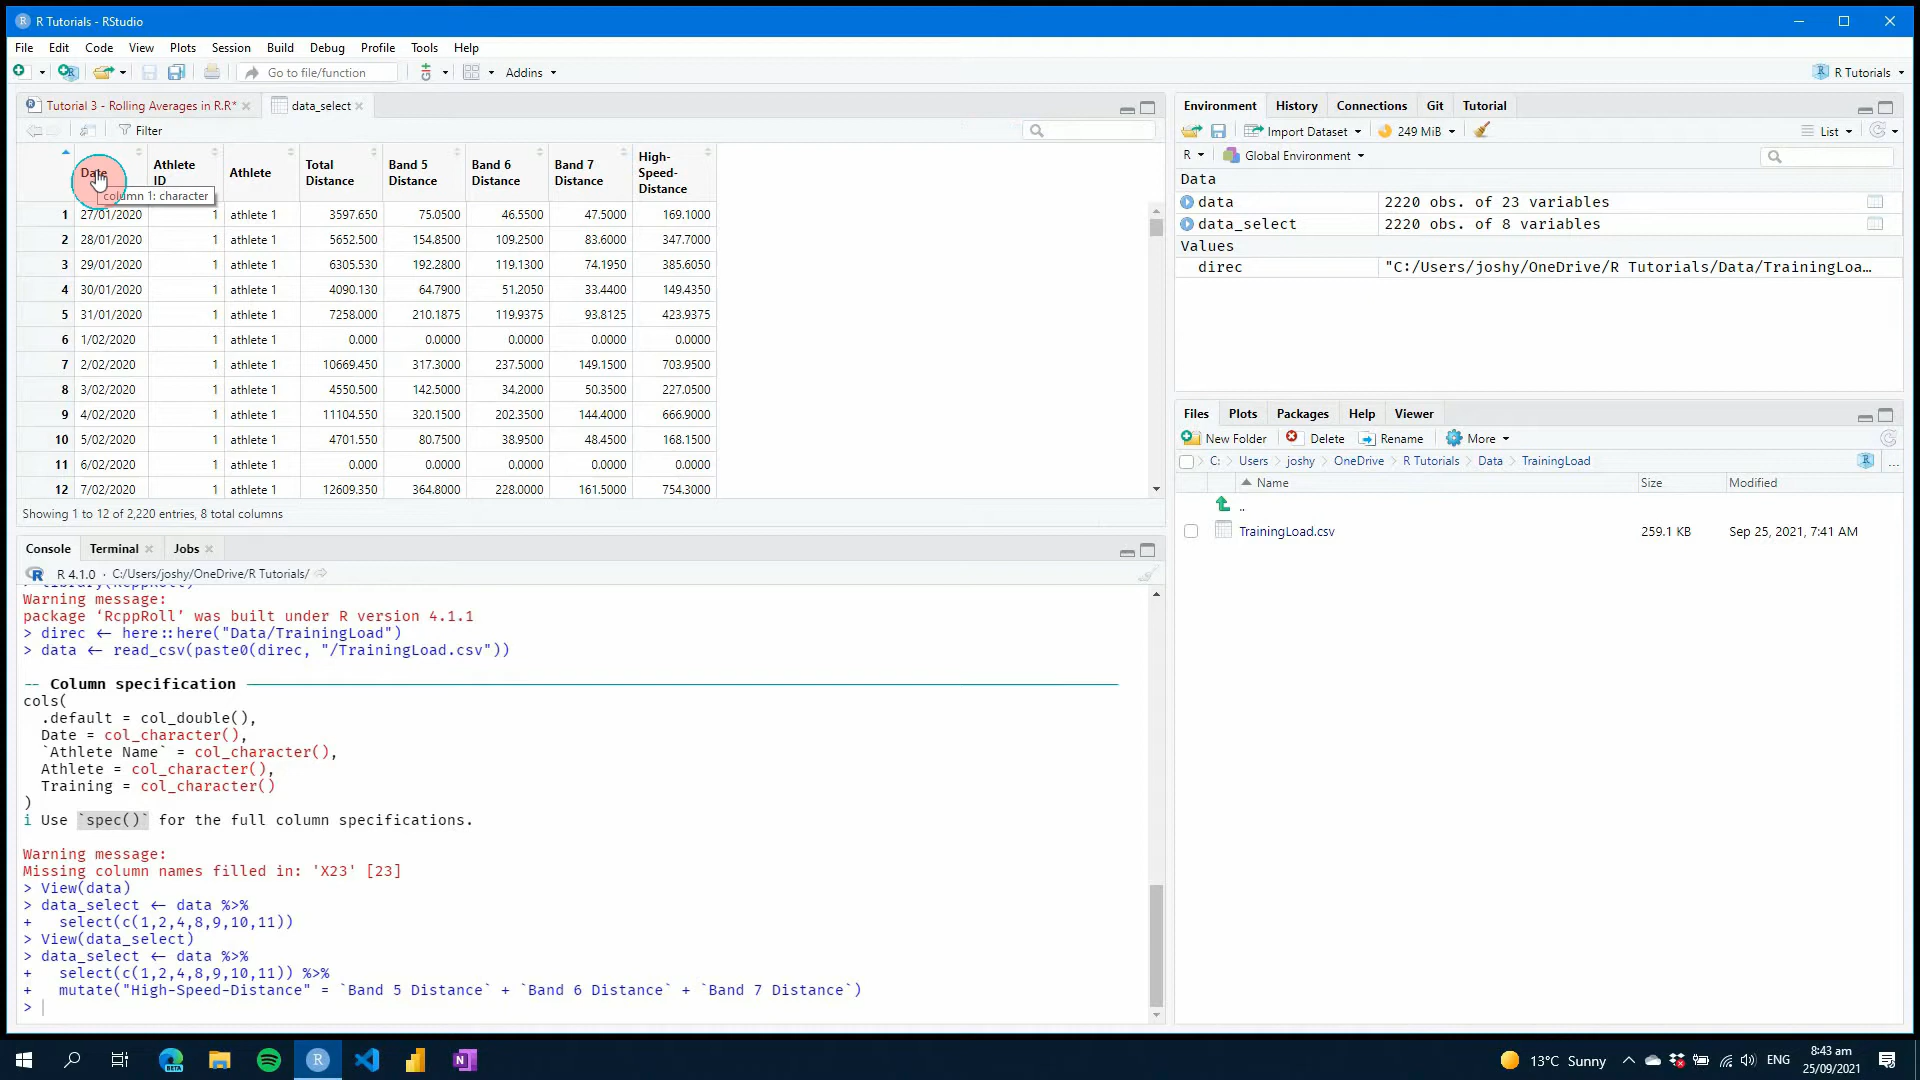 R Tutorials - RStudio
File Edit Code View Plots Session Build Debug Profile Tools Help
Go to file/function Addins R Tutorials
Tutorial 3 - Rolling Averages in R.R* data_select
Filter
Date Athlete ID Athlete Total Distance Band 5 Distance Band 6 Distance Band 7 Distance High-Speed-Distance
column 1: character
1 27/01/2020 1 athlete 1 3597.650 75.0500 46.5500 47.5000 169.1000
2 28/01/2020 1 athlete 1 5652.500 154.8500 109.2500 83.6000 347.7000
3 29/01/2020 1 athlete 1 6305.530 192.2800 119.1300 74.1950 385.6050
4 30/01/2020 1 athlete 1 4090.130 64.7900 51.2050 33.4400 149.4350
5 31/01/2020 1 athlete 1 7258.000 210.1875 119.9375 93.8125 423.9375
6 1/02/2020 1 athlete 1 0.000 0.0000 0.0000 0.0000 0.0000
7 2/02/2020 1 athlete 1 10669.450 317.3000 237.5000 149.1500 703.9500
8 3/02/2020 1 athlete 1 4550.500 142.5000 34.2000 50.3500 227.0500
9 4/02/2020 1 athlete 1 11104.550 320.1500 202.3500 144.4000 666.9000
10 5/02/2020 1 athlete 1 4701.550 80.7500 38.9500 48.4500 168.1500
11 6/02/2020 1 athlete 1 0.000 0.0000 0.0000 0.0000 0.0000
12 7/02/2020 1 athlete 1 12609.350 364.8000 228.0000 161.5000 754.3000
Showing 1 to 12 of 2,220 entries, 8 total columns
Console Terminal Jobs
R 4.1.0 · C:/Users/joshy/OneDrive/R Tutorials/
> library(RcppRoll)
Warning message:
package ‘RcppRoll’ was built under R version 4.1.1
> direc <- here::here("Data/TrainingLoad")
> data <- read_csv(paste0(direc, "/TrainingLoad.csv"))
-- Column specification
cols(
.default = col_double(),
Date = col_character(),
`Athlete Name` = col_character(),
Athlete = col_character(),
Training = col_character()
)
i Use `spec()` for the full column specifications.
Warning message:
Missing column names filled in: 'X23' [23]
> View(data)
> data_select <- data %>%
+ select(c(1,2,4,8,9,10,11))
> View(data_select)
> data_select <- data %>%
+ select(c(1,2,4,8,9,10,11)) %>%
+ mutate("High-Speed-Distance" = `Band 5 Distance` + `Band 6 Distance` + `Band 7 Distance`)
>
Environment History Connections Git Tutorial
Import Dataset 249 MiB List
R Global Environment
Data
data 2220 obs. of 23 variables
data_select 2220 obs. of 8 variables
Values
direc "C:/Users/joshy/OneDrive/R Tutorials/Data/TrainingLoa…
Files Plots Packages Help Viewer
New Folder Delete Rename More
C: Users joshy OneDrive R Tutorials Data TrainingLoad ...
Name Size Modified
..
TrainingLoad.csv 259.1 KB Sep 25, 2021, 7:41 AM
BETA
13°C Sunny ENG 8:43 am
25/09/2021